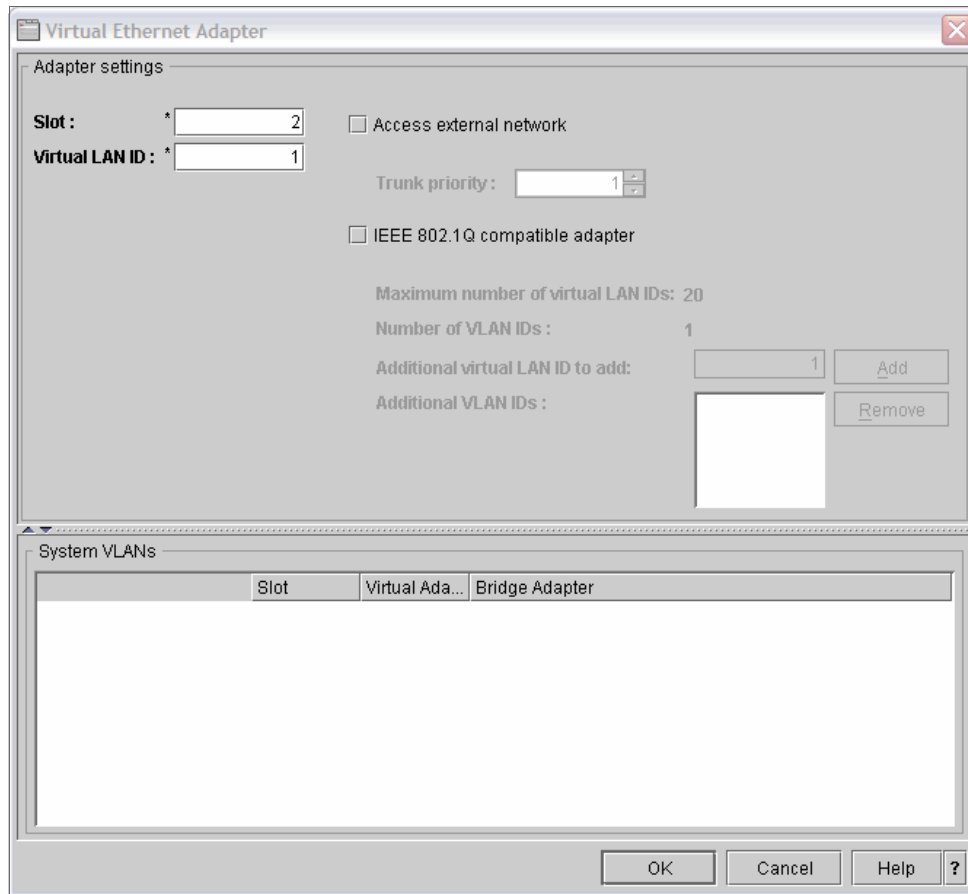 Virtual Ethernet Adapter
Adapter settings
Slot : * 2
Virtual LAN ID : * 1
Access external network
Trunk priority : 1
IEEE 802.1Q compatible adapter
Maximum number of virtual LAN IDs: 20
Number of VLAN IDs : 1
Additional virtual LAN ID to add: 1 Add
Additional VLAN IDs : Remove
System VLANs
Slot Virtual Ada... Bridge Adapter
OK Cancel Help ?